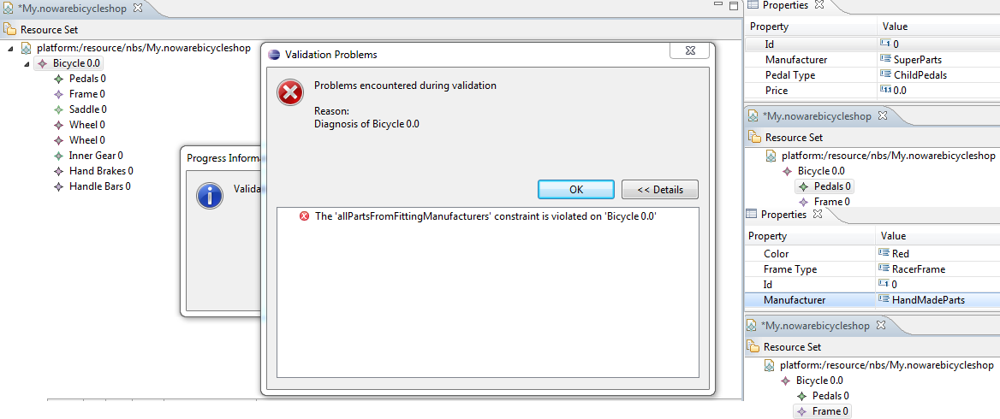 *My.nowarebicycleshop
Resource Set
platform:/resource/nbs/My.nowarebicycleshop
Bicycle 0.0
Pedals 0
Frame 0
Saddle 0
Wheel 0
Wheel 0
Inner Gear 0
Hand Brakes 0
Handle Bars 0
Progress Informa
Valida
Validation Problems
Problems encountered during validation
Reason:
Diagnosis of Bicycle 0.0
OK
<< Details
The 'allPartsFromFittingManufacturers' constraint is violated on 'Bicycle 0.0'
Properties
Property Value
Id 0
Manufacturer SuperParts
Pedal Type ChildPedals
Price 0.0
*My.nowarebicycleshop
Resource Set
platform:/resource/nbs/My.nowarebicycleshop
Bicycle 0.0
Pedals 0
Frame 0
Properties
Property Value
Color Red
Frame Type RacerFrame
Id 0
Manufacturer HandMadeParts
*My.nowarebicycleshop
Resource Set
platform:/resource/nbs/My.nowarebicycleshop
Bicycle 0.0
Pedals 0
Frame 0